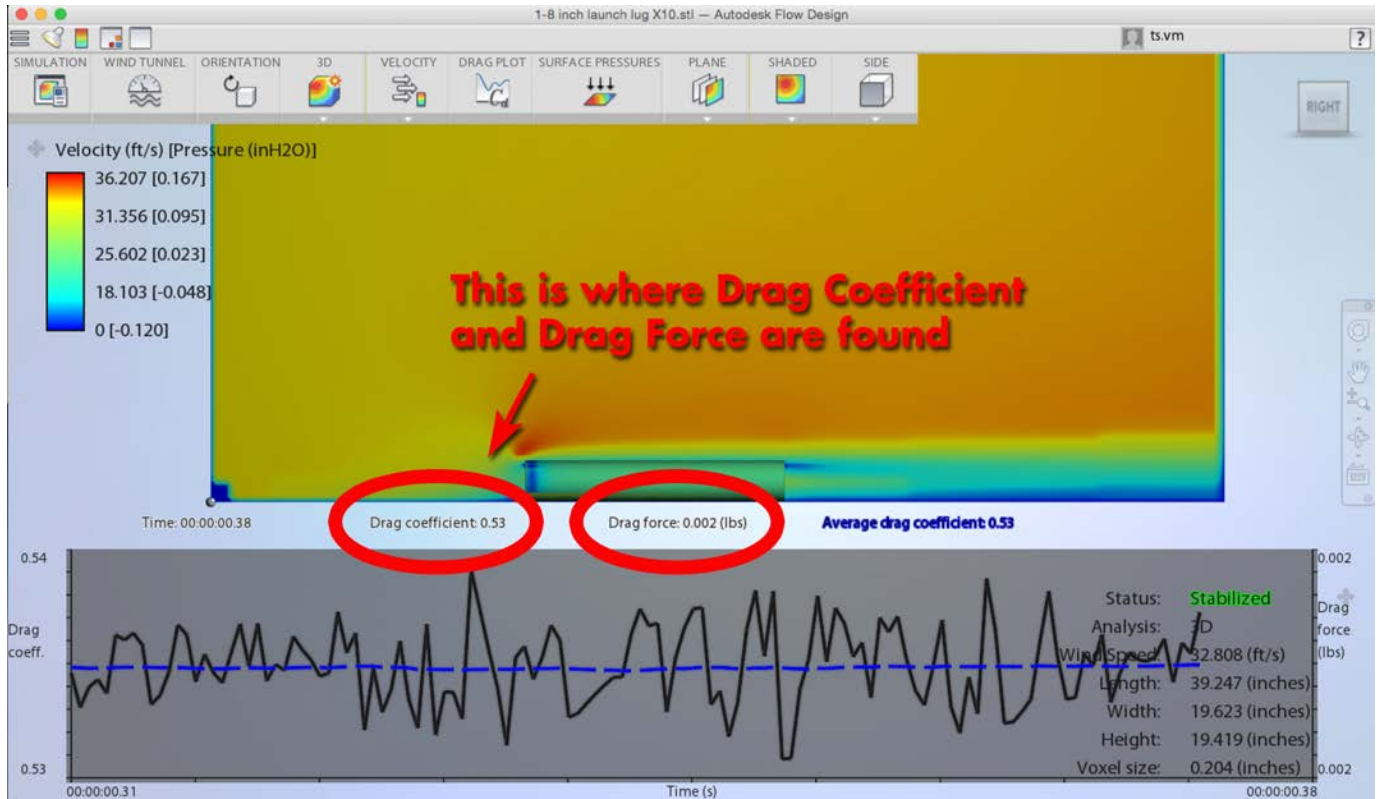 1-8 inch launch lug X10.stl — Autodesk Flow Design
ts.vm
?
SIMULATION WIND TUNNEL ORIENTATION 3D VELOCITY DRAG PLOT SURFACE PRESSURES PLANE SHADED SIDE
Cd
RIGHT
Velocity (ft/s) [Pressure (inH2O)]
36.207 [0.167]
31.356 [0.095]
25.602 [0.023]
18.103 [-0.048]
0 [-0.120]
This is where Drag Coefficient
and Drag Force are found
Time: 00:00:00.38 Drag coefficient: 0.53 Drag force: 0.002 (lbs) Average drag coefficient: 0.53
0.54
0.002
Drag
coeff.
0.53
Drag
force
(lbs)
0.002
Status: Stabilized
Analysis: 3D
Wind Speed: 32.808 (ft/s)
Length: 39.247 (inches)
Width: 19.623 (inches)
Height: 19.419 (inches)
Voxel size: 0.204 (inches)
00:00:00.31 Time (s) 00:00:00.38